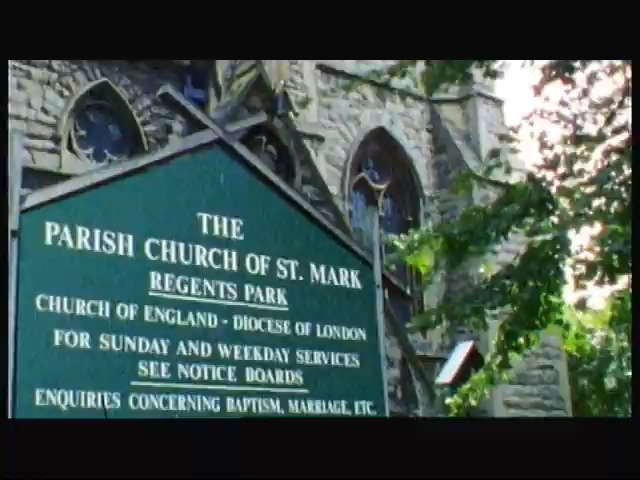 THE
PARISH CHURCH OF ST. MARK
REGENTS PARK
CHURCH OF ENGLAND - DIOCESE OF LONDON
FOR SUNDAY AND WEEKDAY SERVICES
SEE NOTICE BOARDS
ENQUIRIES CONCERNING BAPTISM, MARRIAGE, ETC.